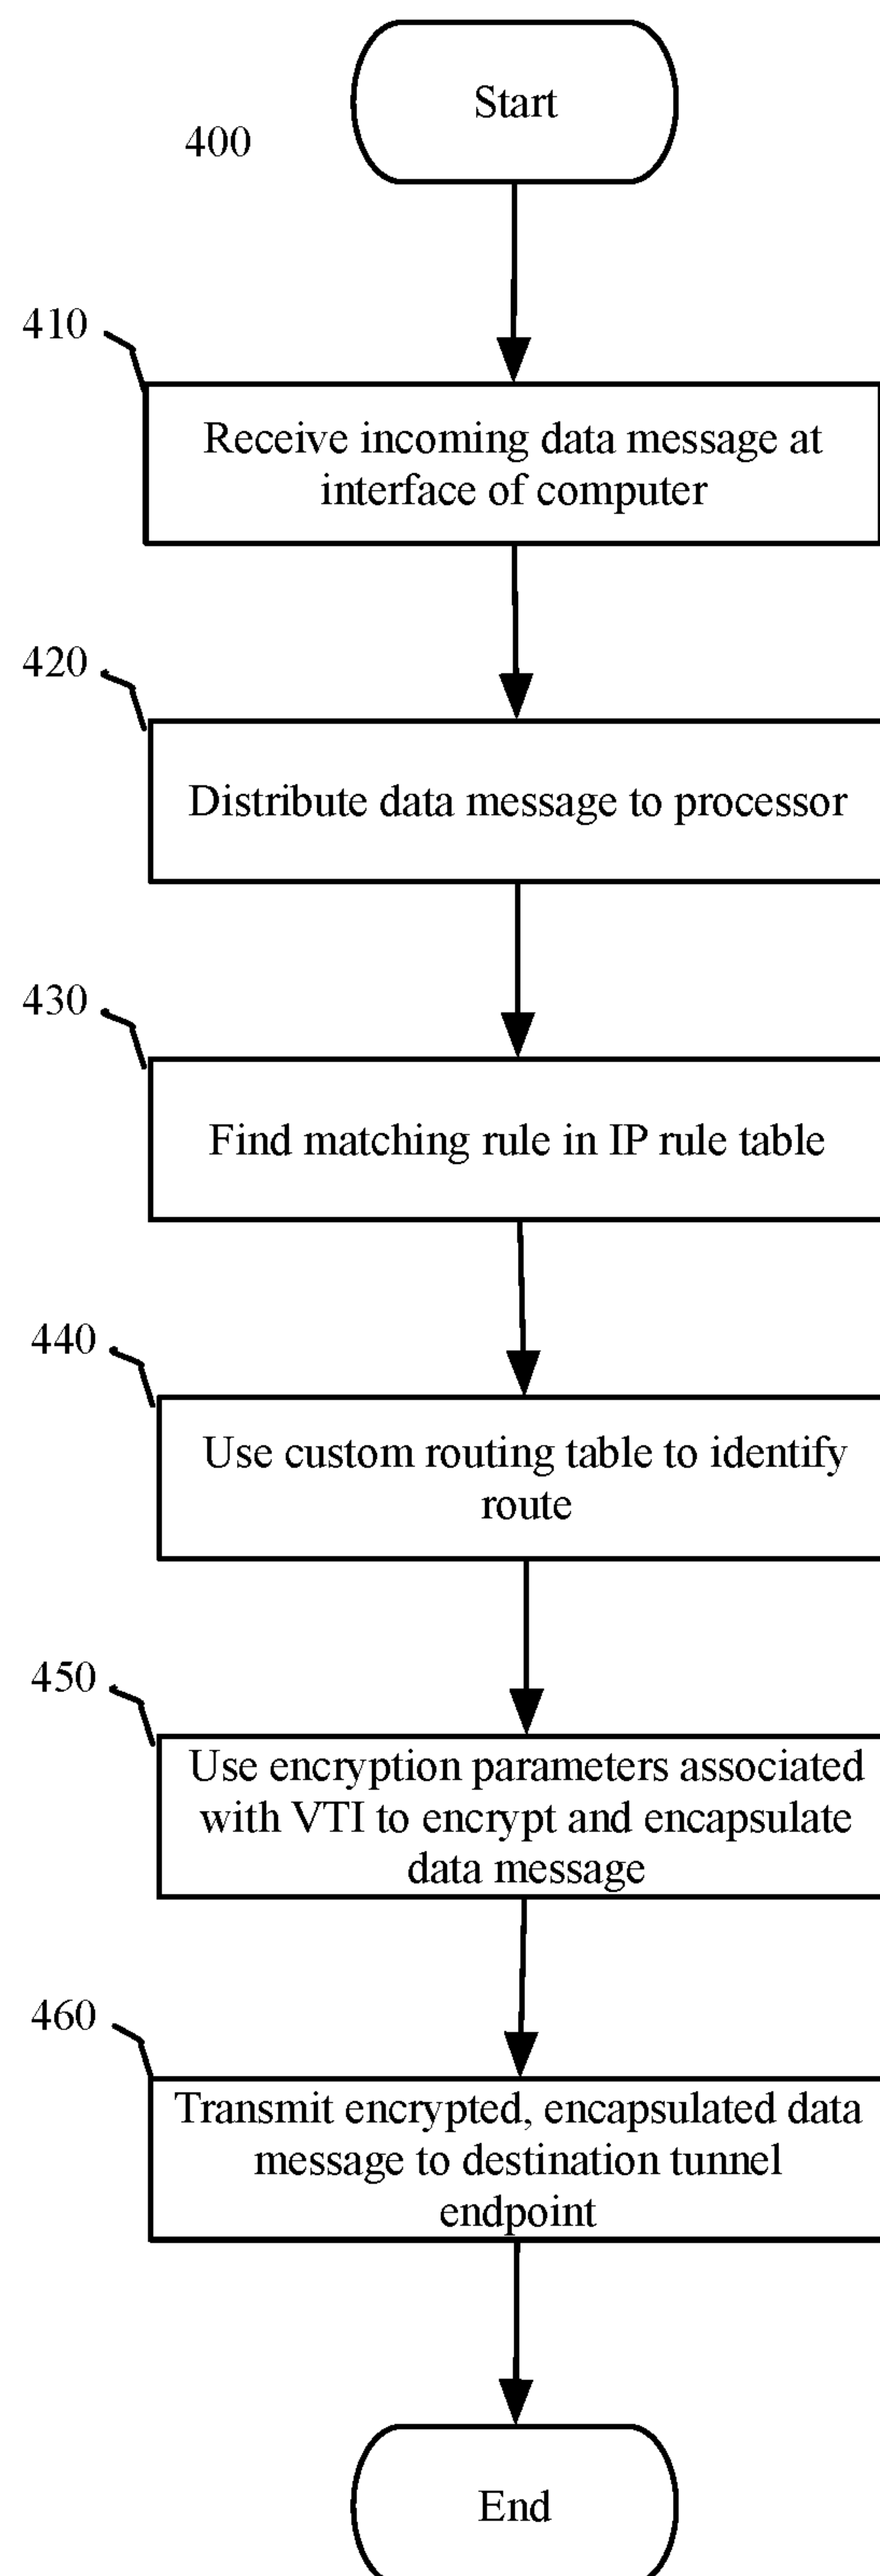 Start
400
410
Receive incoming data message at
interface of computer
420
Distribute data message to processor
430
Find matching rule in IP rule table
440
Use custom routing table to identify
route
450
Use encryption parameters associated
with VTI to encrypt and encapsulate
data message
460
Transmit encrypted, encapsulated data
message to destination tunnel
endpoint
End